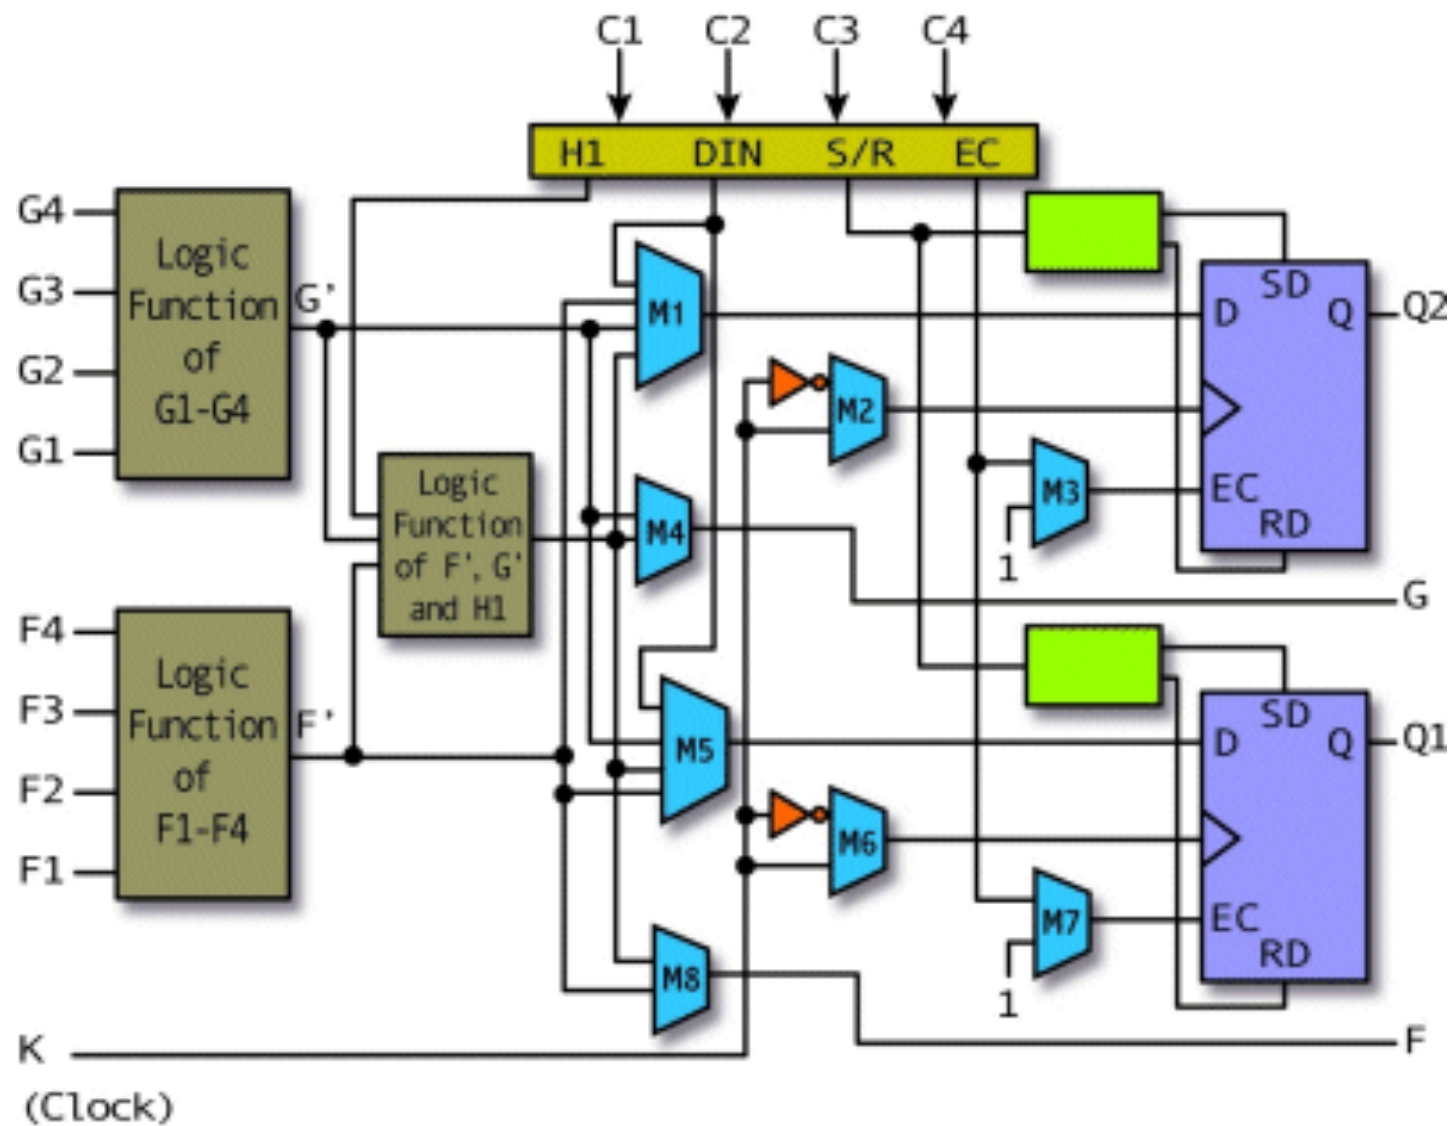 C1 C2 C3 C4
H1 DIN S/R EC
G4
G3
G2
G1
Logic
Function
of
G1-G4
G'
M1
M2
M3
1
SD
D Q
EC
RD
Q2
Logic
Function
of F', G'
and H1
M4
G
F4
F3
F2
F1
Logic
Function
of
F1-F4
F'
M5
M6
M7
1
SD
D Q
EC
RD
Q1
M8
F
K
(Clock)